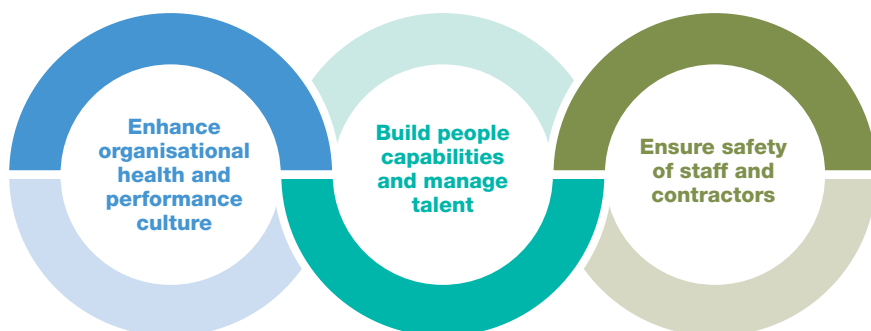 Enhance
organisational
health and
performance
culture
Build people
capabilities
and manage
talent
Ensure safety
of staff and
contractors